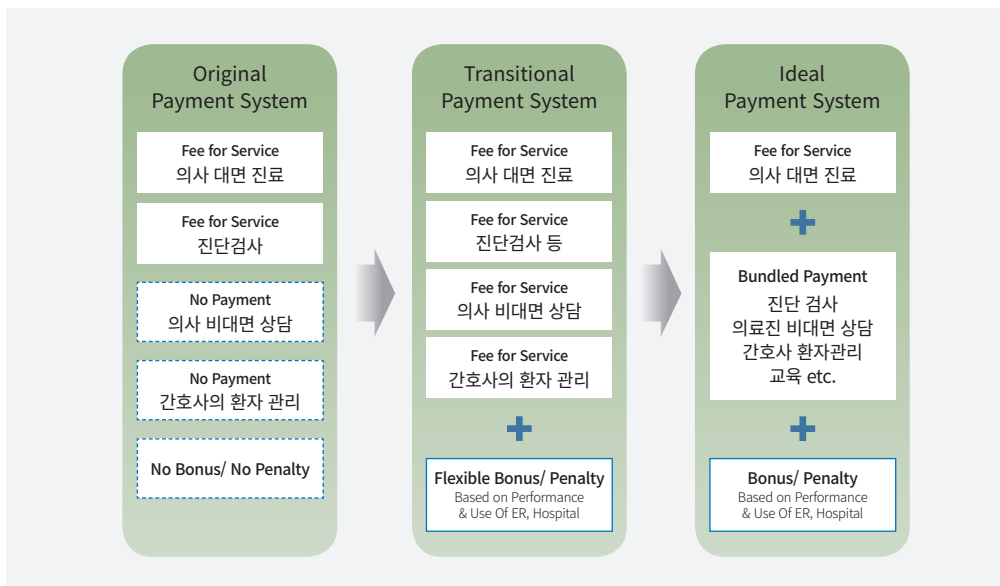 Original
Payment System
Fee for Service
의사 대면 진료
Fee for Service
진단검사
No Payment
의사 비대면 상담
No Payment
간호사의 환자 관리
No Bonus/ No Penalty
Transitional
Payment System
Fee for Service
의사 대면 진료
Fee for Service
진단검사 등
Fee for Service
의사 비대면 상담
Fee for Service
간호사의 환자 관리
Flexible Bonus/ Penalty
Based on Performance
& Use Of ER, Hospital
Ideal
Payment System
Fee for Service
의사 대면 진료
Bundled Payment
진단 검사
의료진 비대면 상담
간호사 환자관리
교육 etc.
Bonus/ Penalty
Based on Performance
& Use Of ER, Hospital